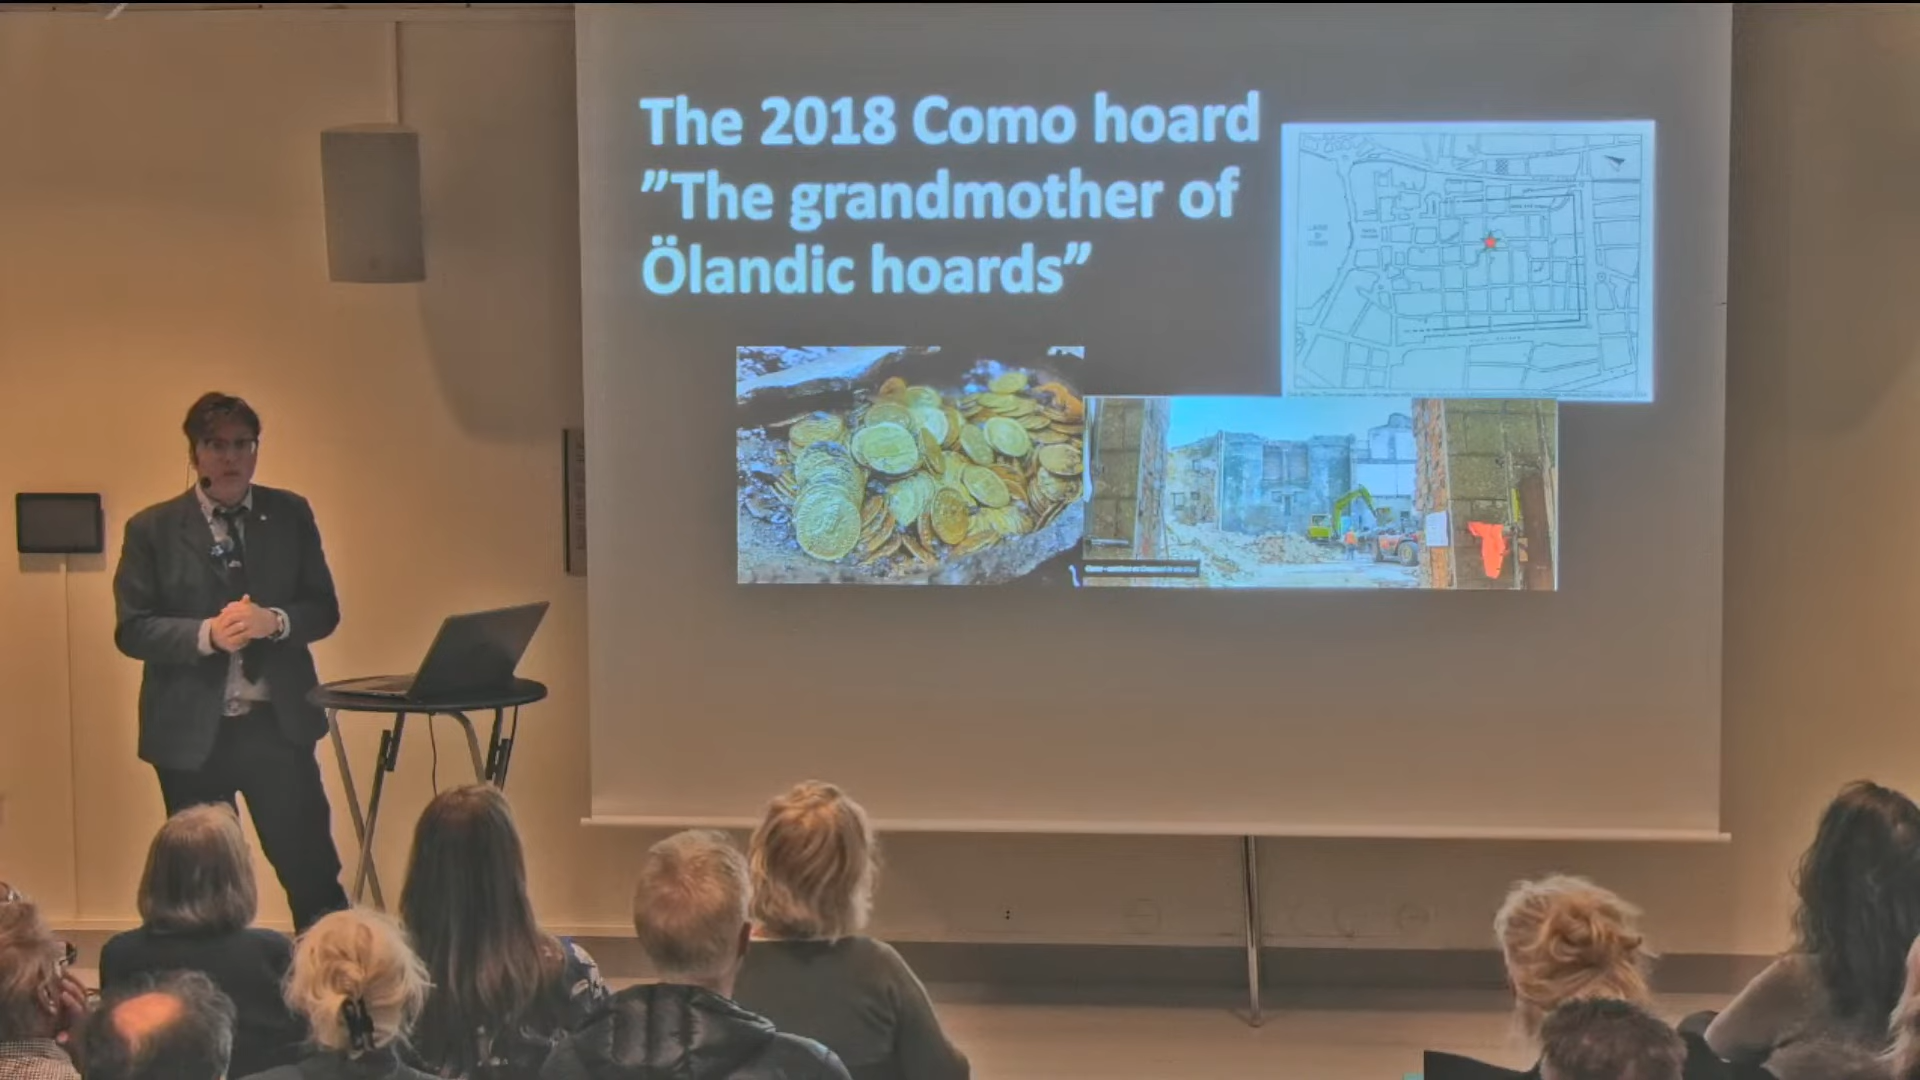 The 2018 Como hoard
”The grandmother of
Ölandic hoards”